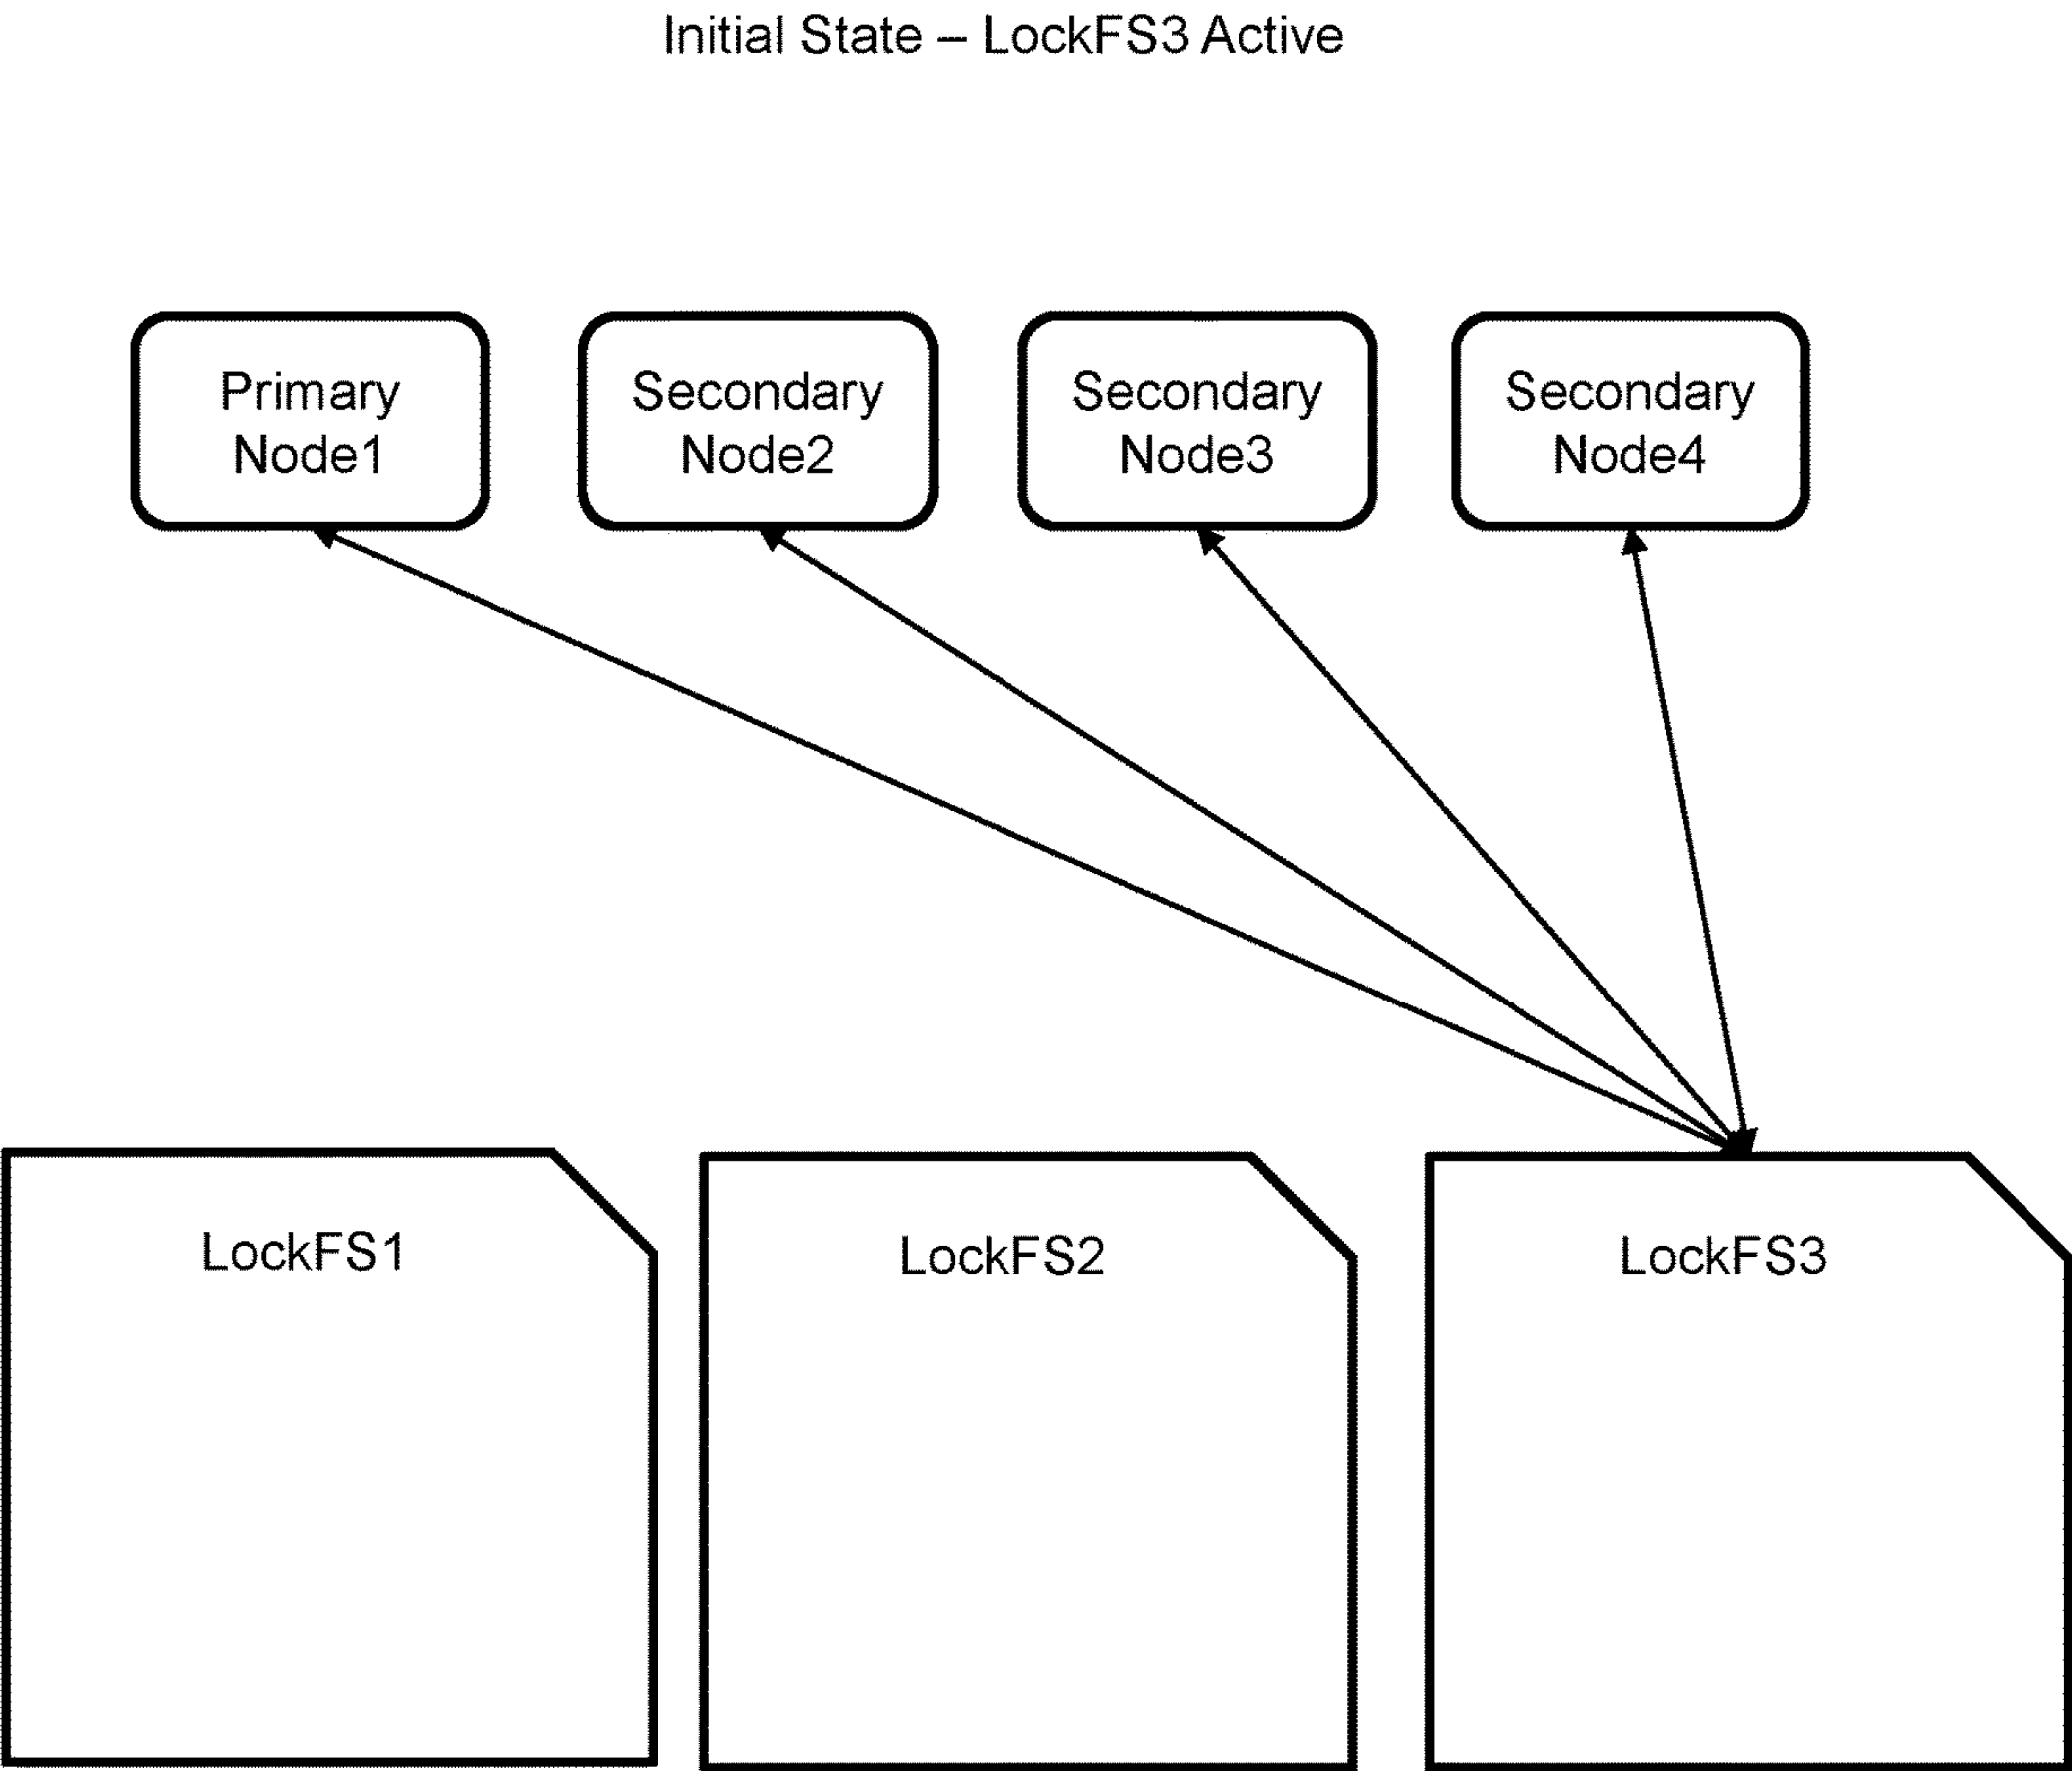 Initial State – LockFS3 Active
Primary
Node1
Secondary
Node2
Secondary
Node3
Secondary
Node4
LockFS1
LockFS2
LockFS3